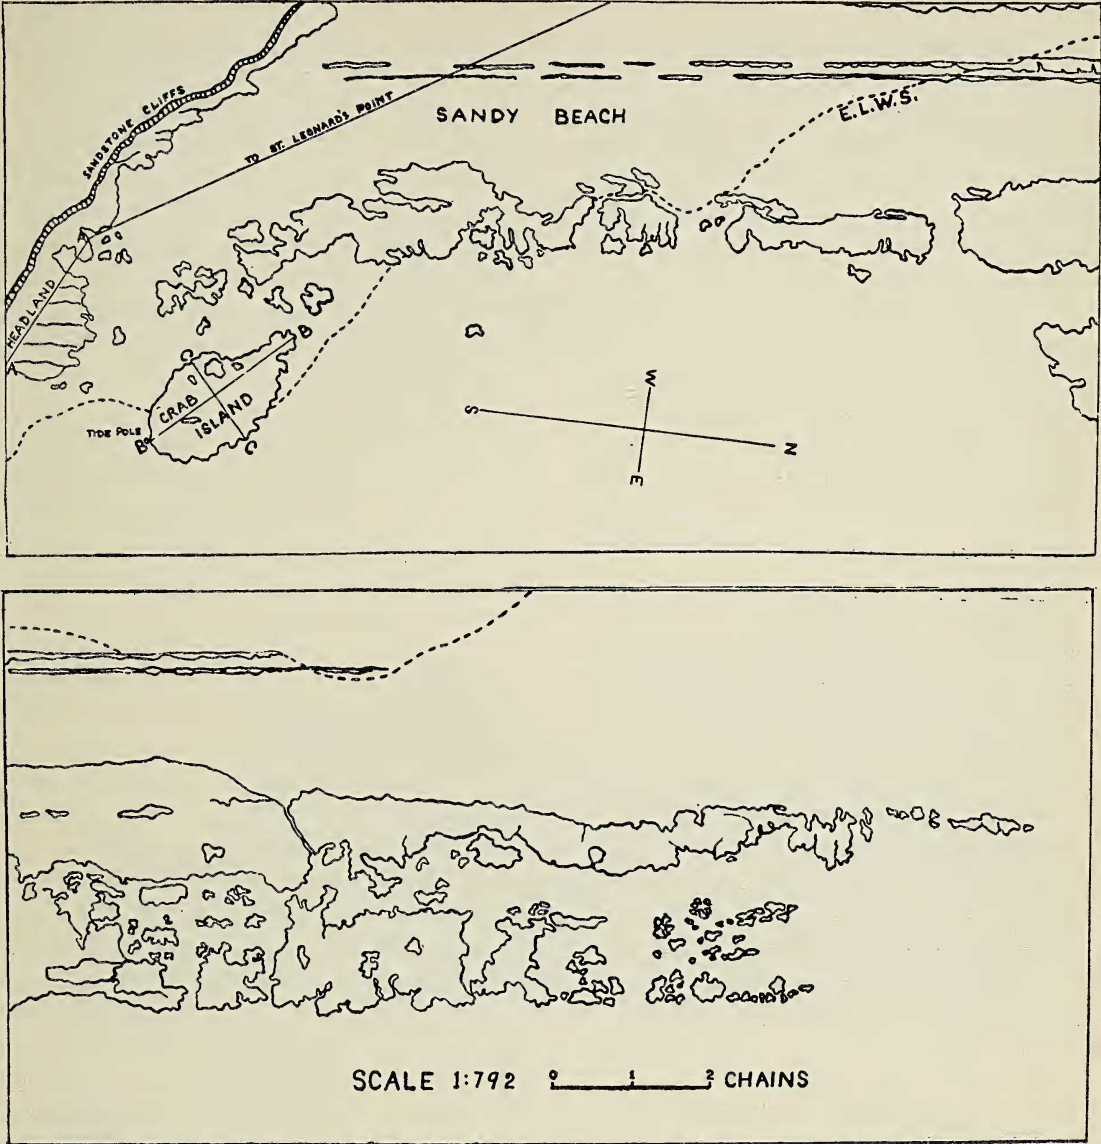 SANDSTONE CLIFFS
TO ST. LEONARD'S POINT
SANDY BEACH
E.L.W.S.
A
HEADLAND
A
B
C
CRAB
ISLAND
TIDE POLE
B
C
W
S
N
E
SCALE 1:792 0 1 2 CHAINS